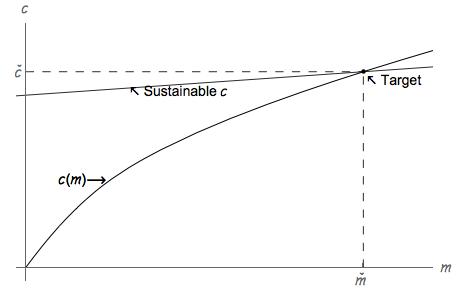 c
č
↖ Target
↖ Sustainable c
c(m)→
m
m̌